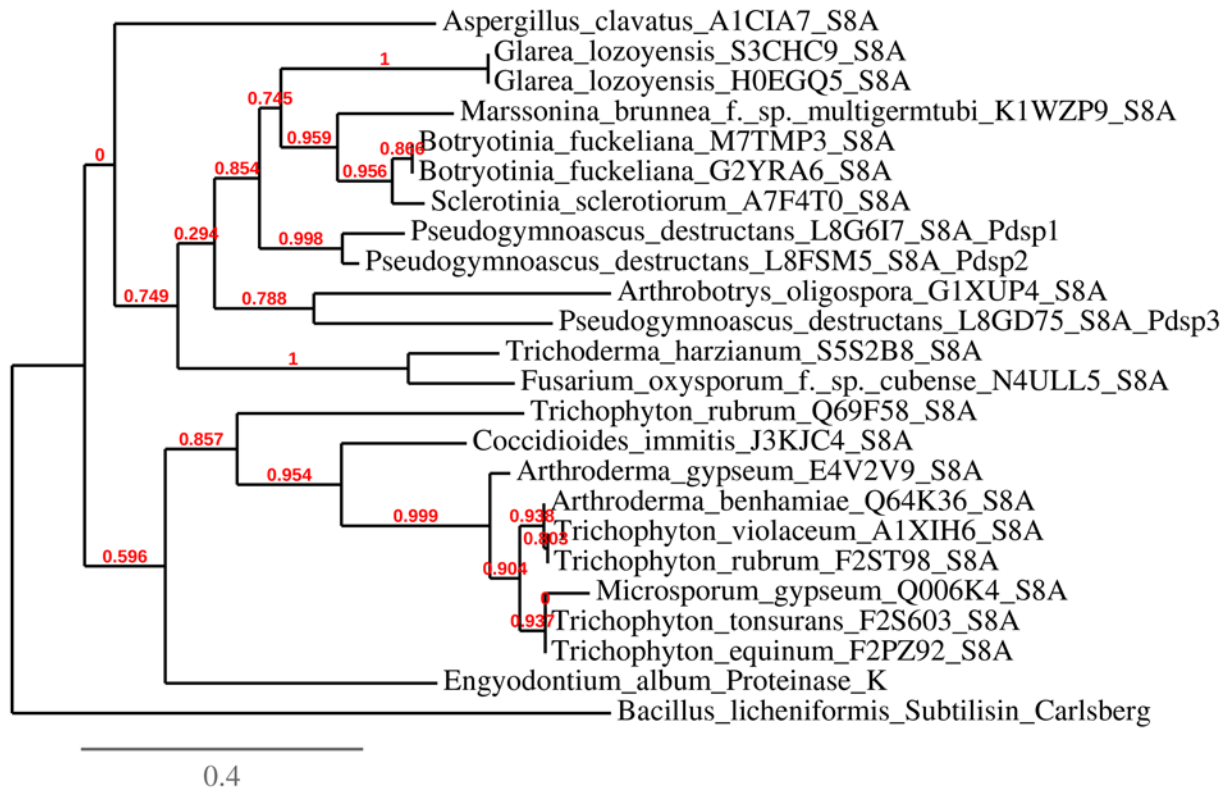 Aspergillus_clavatus_A1CIA7_S8A
Glarea_lozoyensis_S3CHC9_S8A
1
Glarea_lozoyensis_H0EGQ5_S8A
0.745
Marssonina_brunnea_f._sp._multigermtubi_K1WZP9_S8A
0.959
Botryotinia_fuckeliana_M7TMP3_S8A
0.866
0
0.854
0.956
Botryotinia_fuckeliana_G2YRA6_S8A
Sclerotinia_sclerotiorum_A7F4T0_S8A
0.294
0.998
Pseudogymnoascus_destructans_L8G6I7_S8A_Pdsp1
Pseudogymnoascus_destructans_L8FSM5_S8A_Pdsp2
0.749
0.788
Arthrobotrys_oligospora_G1XUP4_S8A
Pseudogymnoascus_destructans_L8GD75_S8A_Pdsp3
1
Trichoderma_harzianum_S5S2B8_S8A
Fusarium_oxysporum_f._sp._cubense_N4ULL5_S8A
Trichophyton_rubrum_Q69F58_S8A
0.857
Coccidioides_immitis_J3KJC4_S8A
0.954
Arthroderma_gypseum_E4V2V9_S8A
Arthroderma_benhamiae_Q64K36_S8A
0.999
0.938
Trichophyton_violaceum_A1XIH6_S8A
0.803
0.596
Trichophyton_rubrum_F2ST98_S8A
0.904
Microsporum_gypseum_Q006K4_S8A
0
0.937
Trichophyton_tonsurans_F2S603_S8A
Trichophyton_equinum_F2PZ92_S8A
Engyodontium_album_Proteinase_K
Bacillus_licheniformis_Subtilisin_Carlsberg
0.4